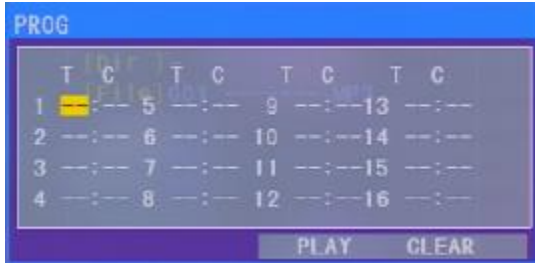 PROG
T C T C T C T C
1 --:-- 5 --:-- 9 --:-- 13 --:--
2 --:-- 6 --:-- 10 --:-- 14 --:--
3 --:-- 7 --:-- 11 --:-- 15 --:--
4 --:-- 8 --:-- 12 --:-- 16 --:--
PLAY CLEAR